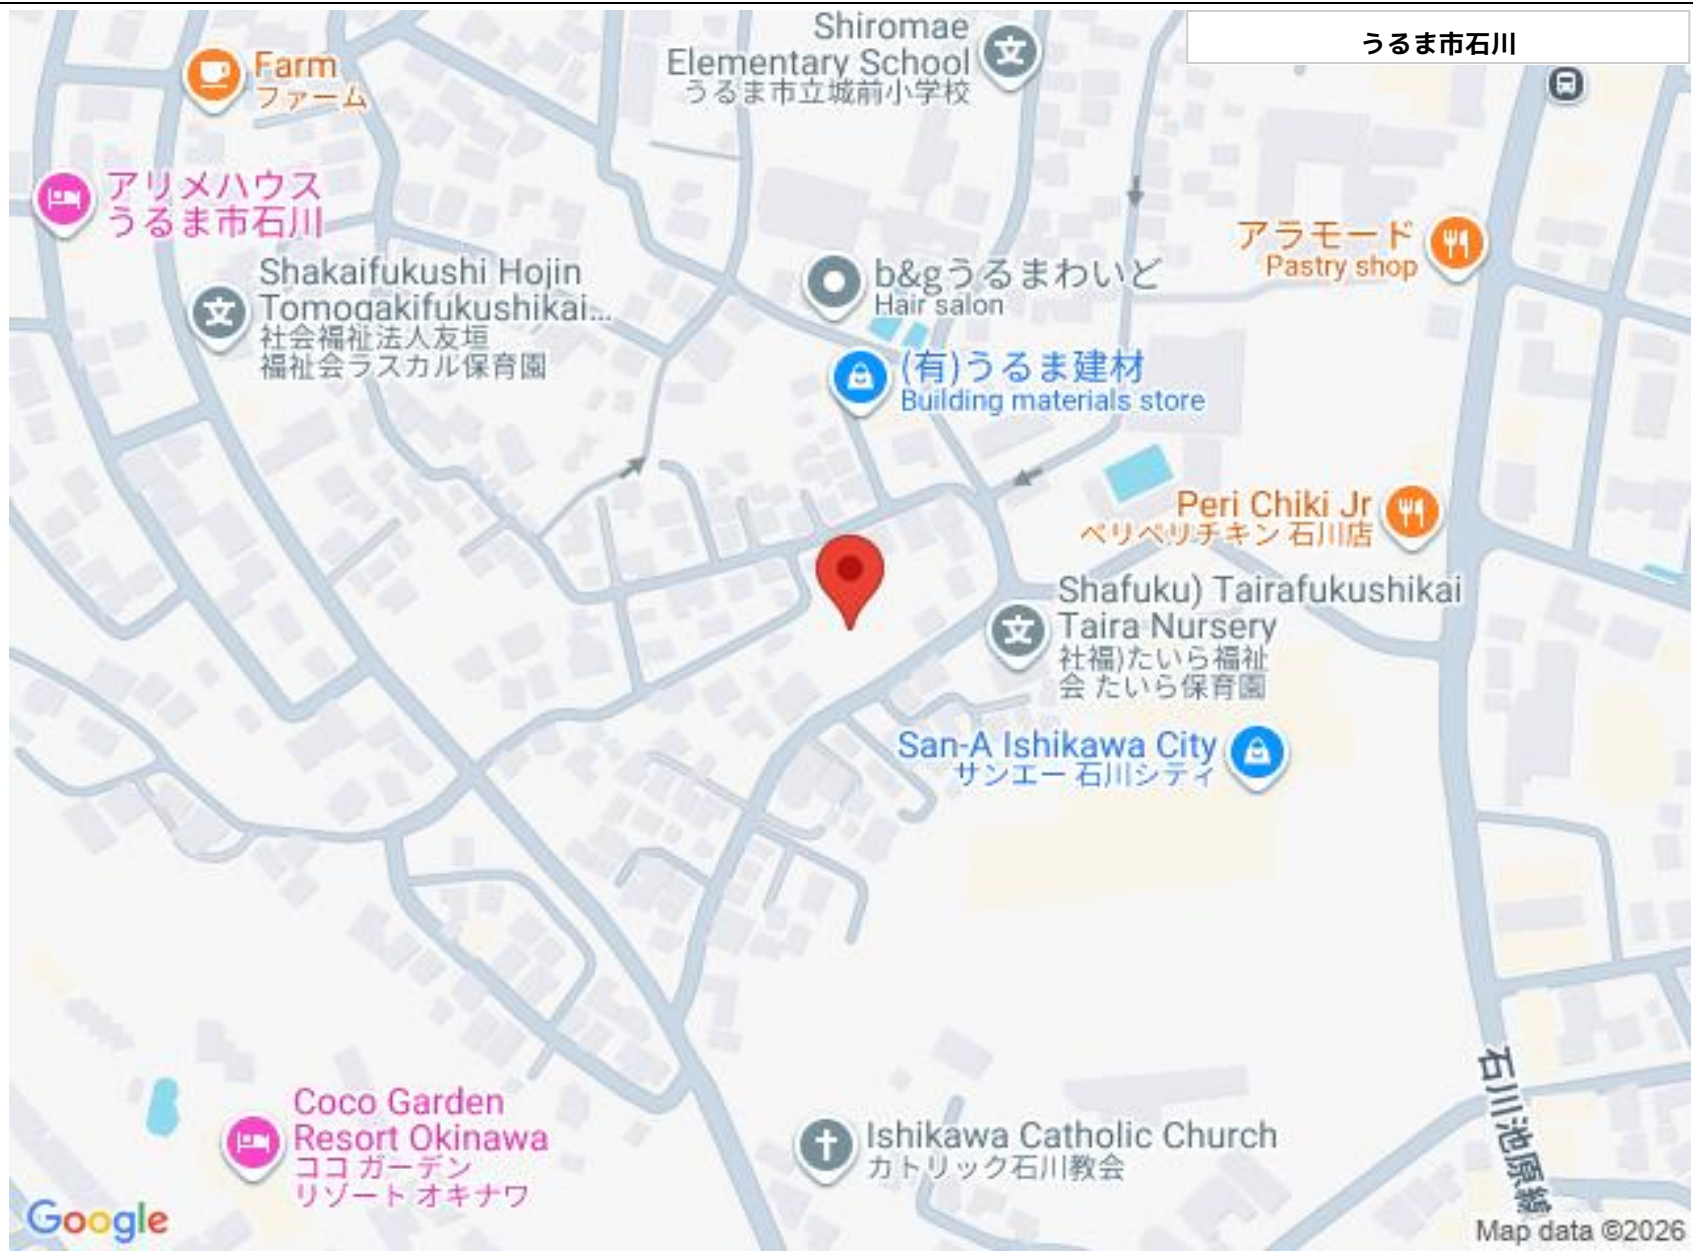 うるま市石川
Shiromae
Elementary School
うるま市立城前小学校
Farm
ファーム
アリメハウス
うるま市石川
アラモード
Pastry shop
Shakaifukushi Hojin
Tomogakifukushikai...
社会福祉法人友垣
福祉会ラスカル保育園
b&gうるまわいど
Hair salon
(有)うるま建材
Building materials store
Peri Chiki Jr
ペリペリチキン 石川店
Shafuku) Tairafukushikai
Taira Nursery
社福)たいら福祉
会 たいら保育園
San-A Ishikawa City
サンエー 石川シティ
石川池原線
Coco Garden
Resort Okinawa
ココ ガーデン
リゾート オキナワ
Ishikawa Catholic Church
カトリック石川教会
Google
Map data ©2026